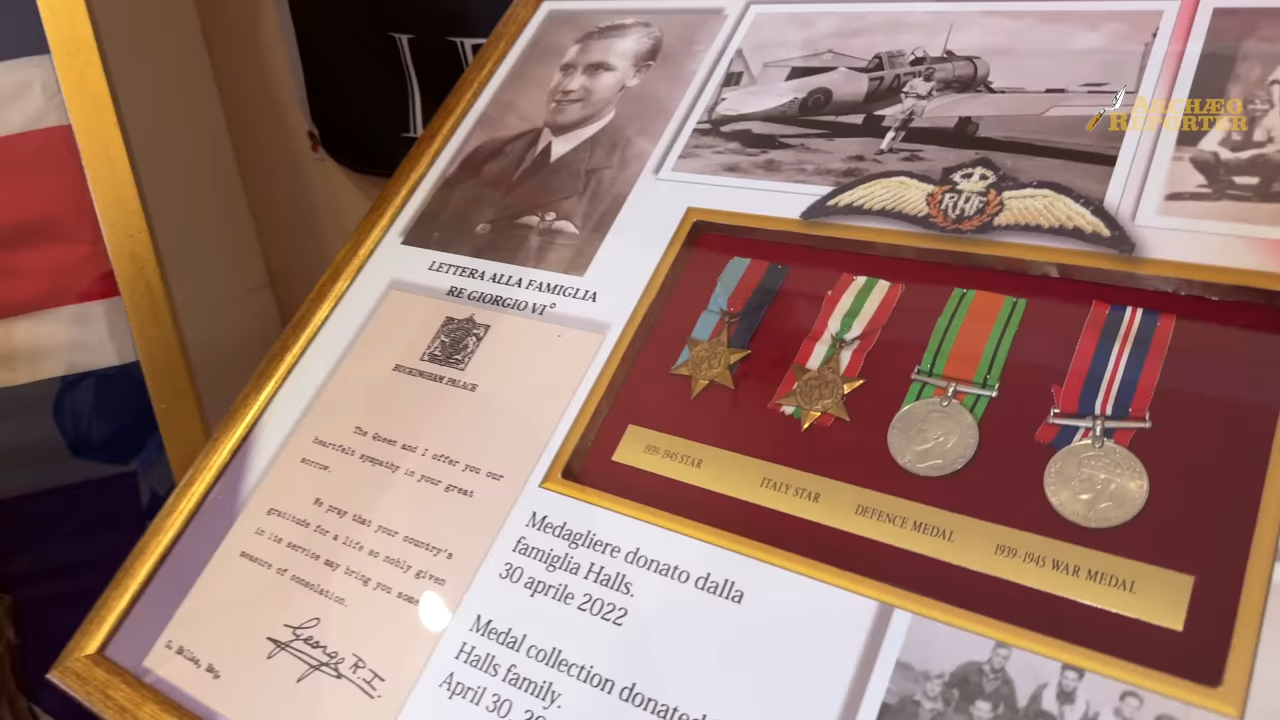 ARCHÆO
REPORTER
RAF
LETTERA ALLA FAMIGLIA
RE GIORGIO VI°
BUCKINGHAM PALACE
The Queen and I offer you our
heartfelt sympathy in your great
sorrow.
We pray that your country's
gratitude for a life so nobly given
in its service may bring you some
measure of consolation.
George R.I.
1939-1945 STAR
ITALY STAR
DEFENCE MEDAL
1939-1945 WAR MEDAL
Medagliere donato dalla
famiglia Halls.
30 aprile 2022
Medal collection donated
Halls family.
April 30,